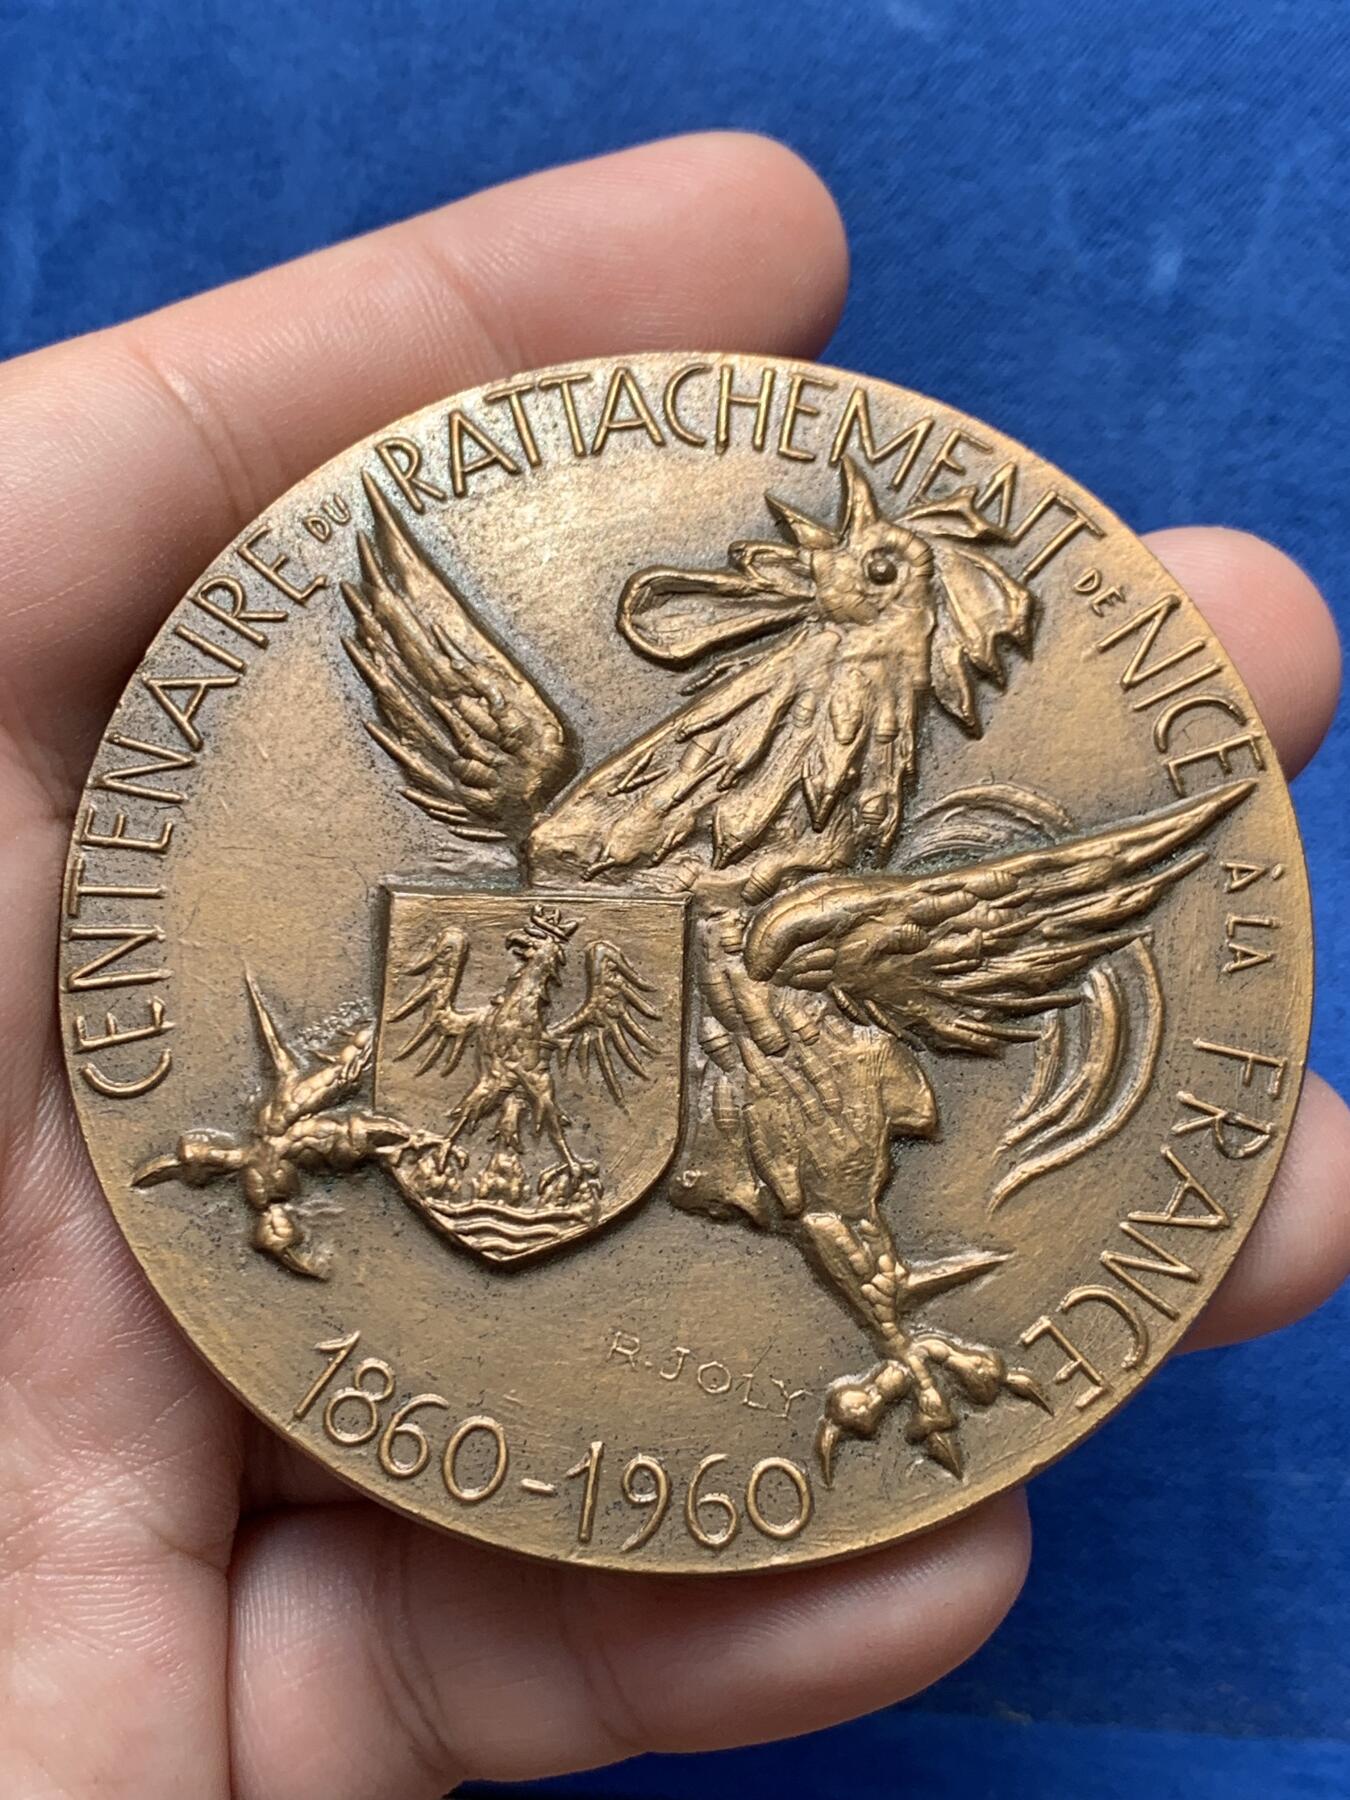 CENTENAIRE DU RATTACHEMENT DE NICE À LA FRANCE
R. JOLY
1860-1960